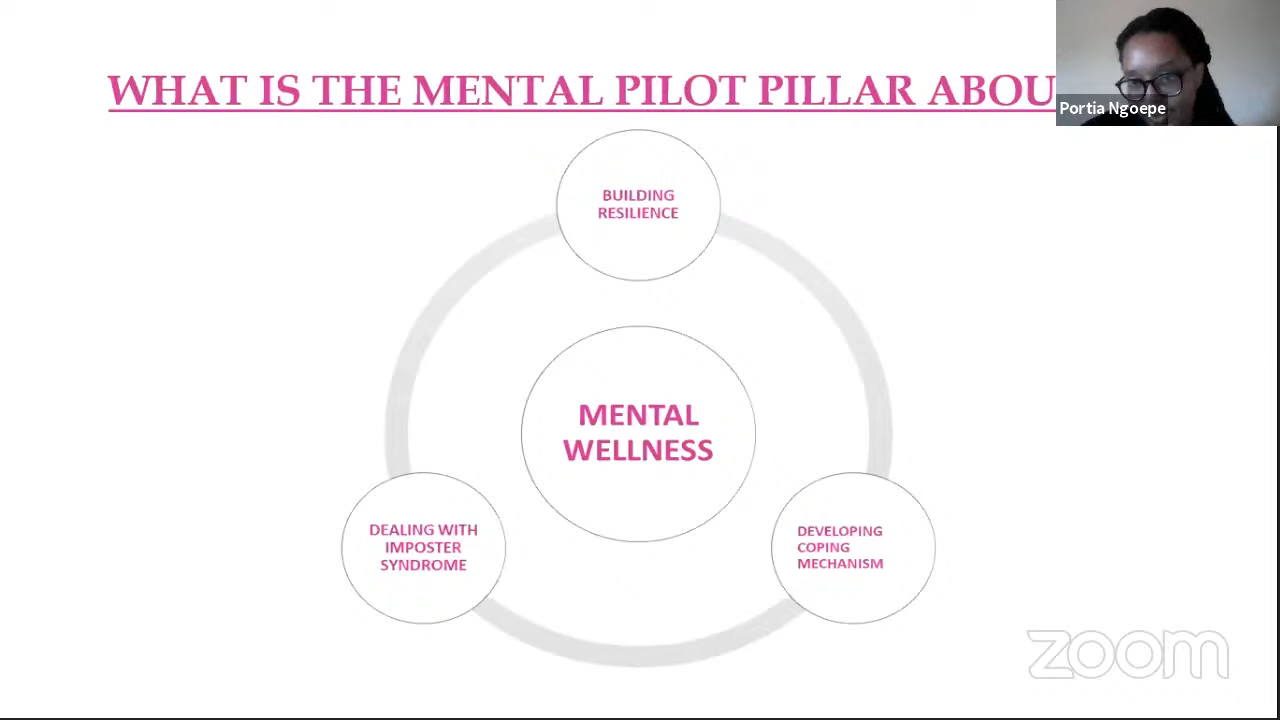 WHAT IS THE MENTAL PILOT PILLAR ABOU
Portia Ngoepe
BUILDING
RESILIENCE
MENTAL
WELLNESS
DEALING WITH
IMPOSTER
SYNDROME
DEVELOPING
COPING
MECHANISM
zoom